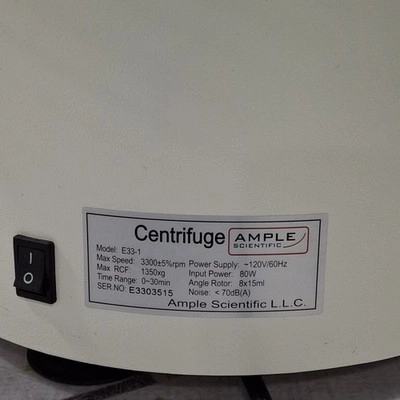 Centrifuge AMPLE SCIENTIFIC
Model: E33-1
Max Speed: 3300±5%rpm Power Supply: ~120V/60Hz
Max RCF: 1350xg Input Power: 80W
Time Range: 0~30min Angle Rotor: 8x15ml
SER.NO: E3303515 Noise: <70dB(A)
Ample Scientific L.L.C.
I
O